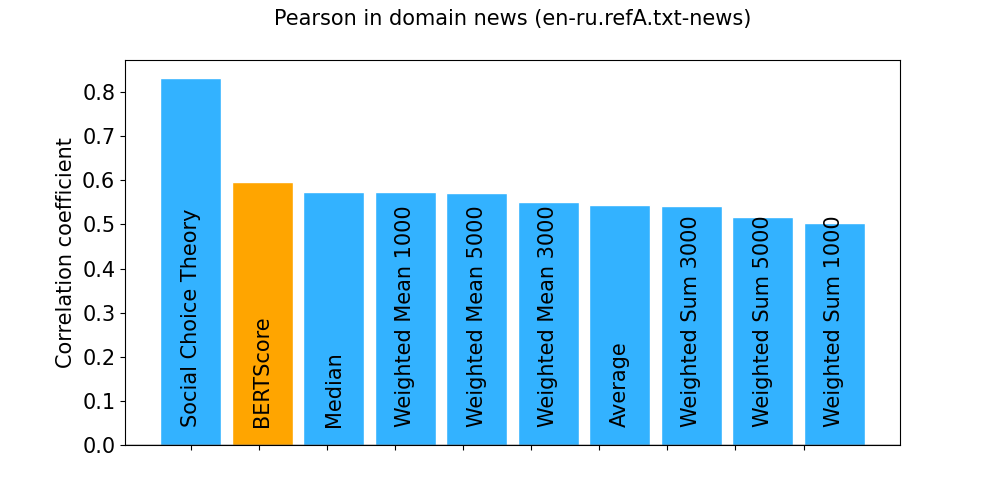 Pearson in domain news (en-ru.refA.txt-news)
Correlation coefficient
0.8
0.7
0.6
0.5
0.4
0.3
0.2
0.1
0.0
Social Choice Theory
BERTScore
Median
Weighted Mean 1000
Weighted Mean 5000
Weighted Mean 3000
Average
Weighted Sum 3000
Weighted Sum 5000
Weighted Sum 1000